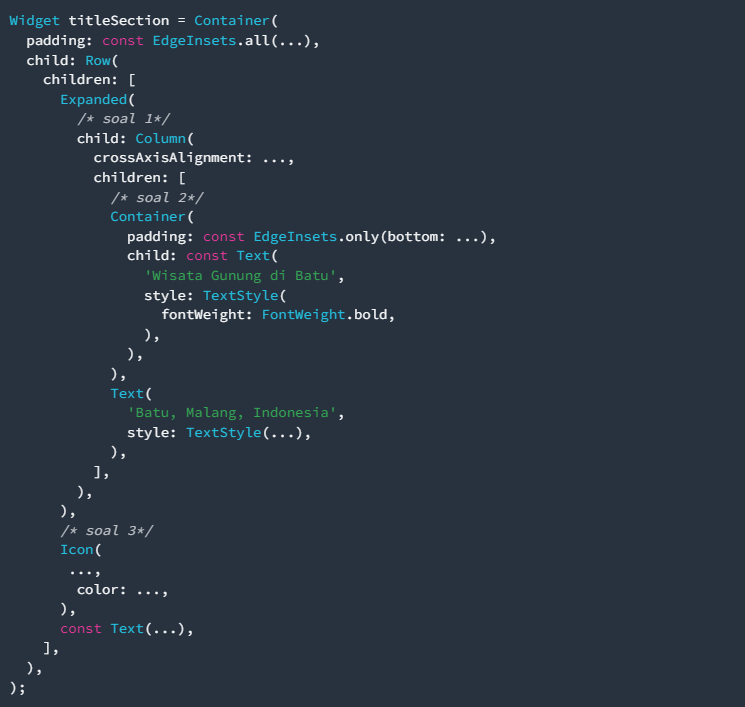 Widget titleSection = Container(
  padding: const EdgeInsets.all(...),
  child: Row(
    children: [
      Expanded(
        /* soal 1*/
        child: Column(
          crossAxisAlignment: ...,
          children: [
            /* soal 2*/
            Container(
              padding: const EdgeInsets.only(bottom: ...),
              child: const Text(
                'Wisata Gunung di Batu',
                style: TextStyle(
                  fontWeight: FontWeight.bold,
                ),
              ),
            ),
            Text(
              'Batu, Malang, Indonesia',
              style: TextStyle(...),
            ),
          ],
        ),
      ),
      /* soal 3*/
      Icon(
       ...,
        color: ...,
      ),
      const Text(...),
    ],
  ),
);